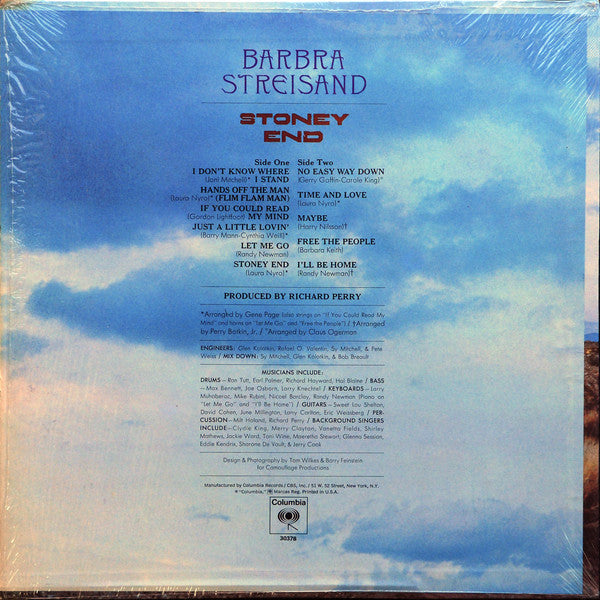 BARBRA
STREISAND
STONEY
END
Side One
I DON'T KNOW WHERE
(Joni Mitchell)* I STAND
HANDS OFF THE MAN
(Laura Nyro)* (FLIM FLAM MAN)
IF YOU COULD READ
(Gordon Lightfoot) MY MIND
JUST A LITTLE LOVIN'
(Barry Mann-Cynthia Weill)*
LET ME GO
(Randy Newman)
STONEY END
(Laura Nyro)*
Side Two
NO EASY WAY DOWN
(Gerry Goffin-Carole King)*
TIME AND LOVE
(Laura Nyro)*
MAYBE
(Harry Nilsson)†
FREE THE PEOPLE
(Barbara Keith)
I'LL BE HOME
(Randy Newman)†
PRODUCED BY RICHARD PERRY
*Arranged by Gene Page (also strings on "If You Could Read My
Mind" and horns on "Let Me Go" and "Free the People") / †Arranged
by Perry Botkin, Jr. / °Arranged by Claus Ogerman
ENGINEERS: Glen Kolotkin, Rafael O. Valentin, Sy Mitchell, & Pete
Weiss / MIX DOWN: Sy Mitchell, Glen Kolotkin, & Bob Breault
MUSICIANS INCLUDE:
DRUMS—Ron Tutt, Earl Palmer, Richard Hayward, Hal Blaine / BASS
—Max Bennett, Joe Osborn, Larry Knechtel / KEYBOARDS—Larry
Muhoberac, Mike Rubini, Nicoel Barclay, Randy Newman (Piano on
"Let Me Go" and "I'll Be Home") / GUITARS—Sweet Lou Shelton,
David Cohen, June Millington, Larry Carlton, Eric Weissberg / PER-
CUSSION—Milt Holland, Richard Perry / BACKGROUND SINGERS
INCLUDE—Clydie King, Merry Clayton, Vanetta Fields, Shirley
Mathews, Jackie Ward, Toni Wine, Maeretha Stewart, Glenna Session,
Eddie Kendrix, Sharone De Vault, & Jerry Cook
Design & Photography by Tom Wilkes & Barry Feinstein
for Camouflage Productions
Manufactured by Columbia Records / CBS, Inc. / 51 W. 52 Street, New York, N.Y.
® "Columbia," Marcas Reg. Printed in U.S.A.
Columbia
30378